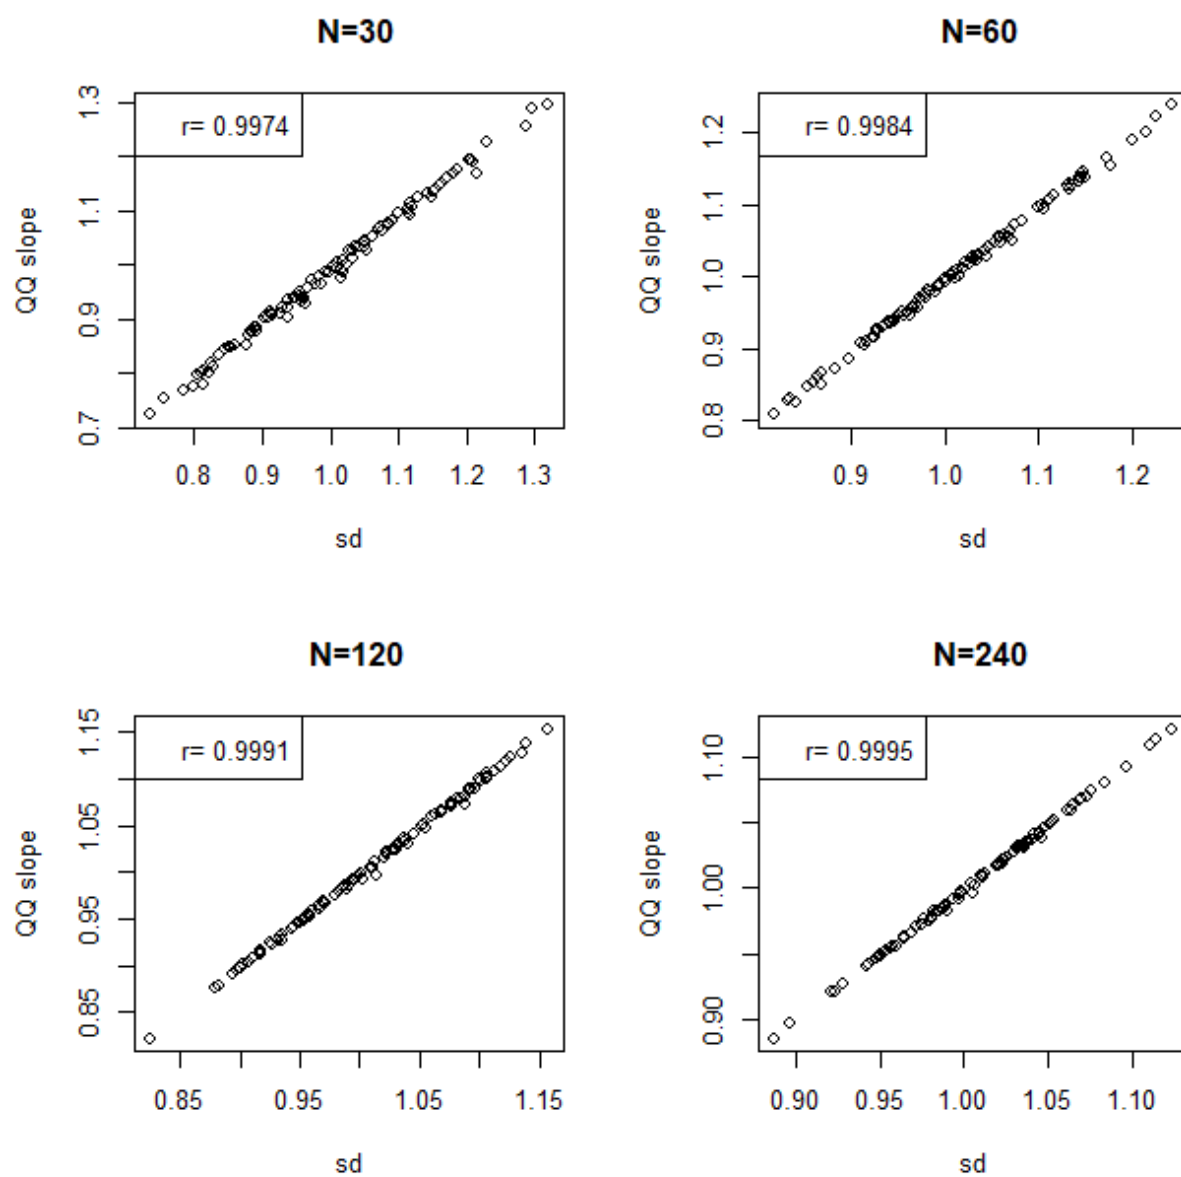 N=30
r= 0.9974
QQ slope
1.3
1.1
0.9
0.7
0.8 0.9 1.0 1.1 1.2 1.3
sd
N=60
r= 0.9984
QQ slope
1.2
1.1
1.0
0.9
0.8
0.9 1.0 1.1 1.2
sd
N=120
r= 0.9991
QQ slope
1.15
1.05
0.95
0.85
0.85 0.95 1.05 1.15
sd
N=240
r= 0.9995
QQ slope
1.10
1.00
0.90
0.90 0.95 1.00 1.05 1.10
sd